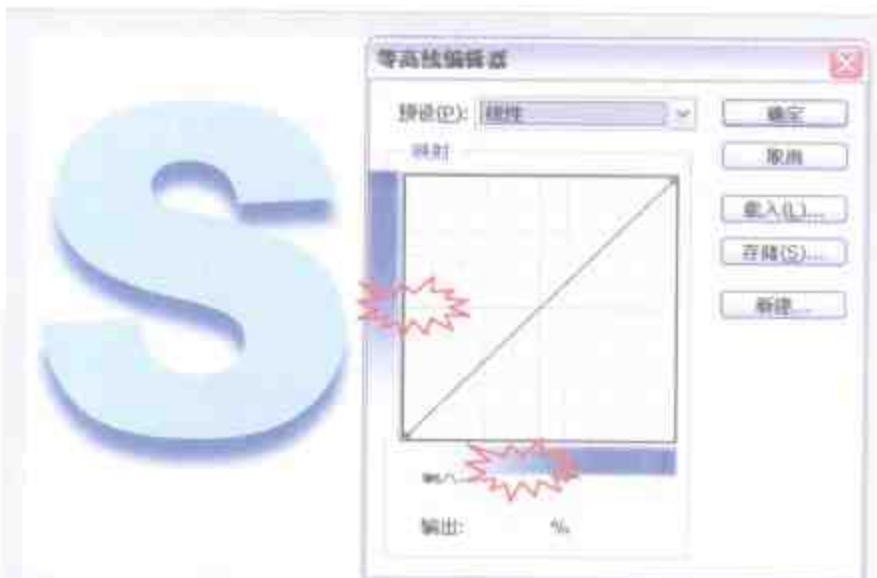 S
等高线编辑器
预设(P): 线性
确定
映射
取消
载入(L)...
存储(S)...
新建...
输出: %